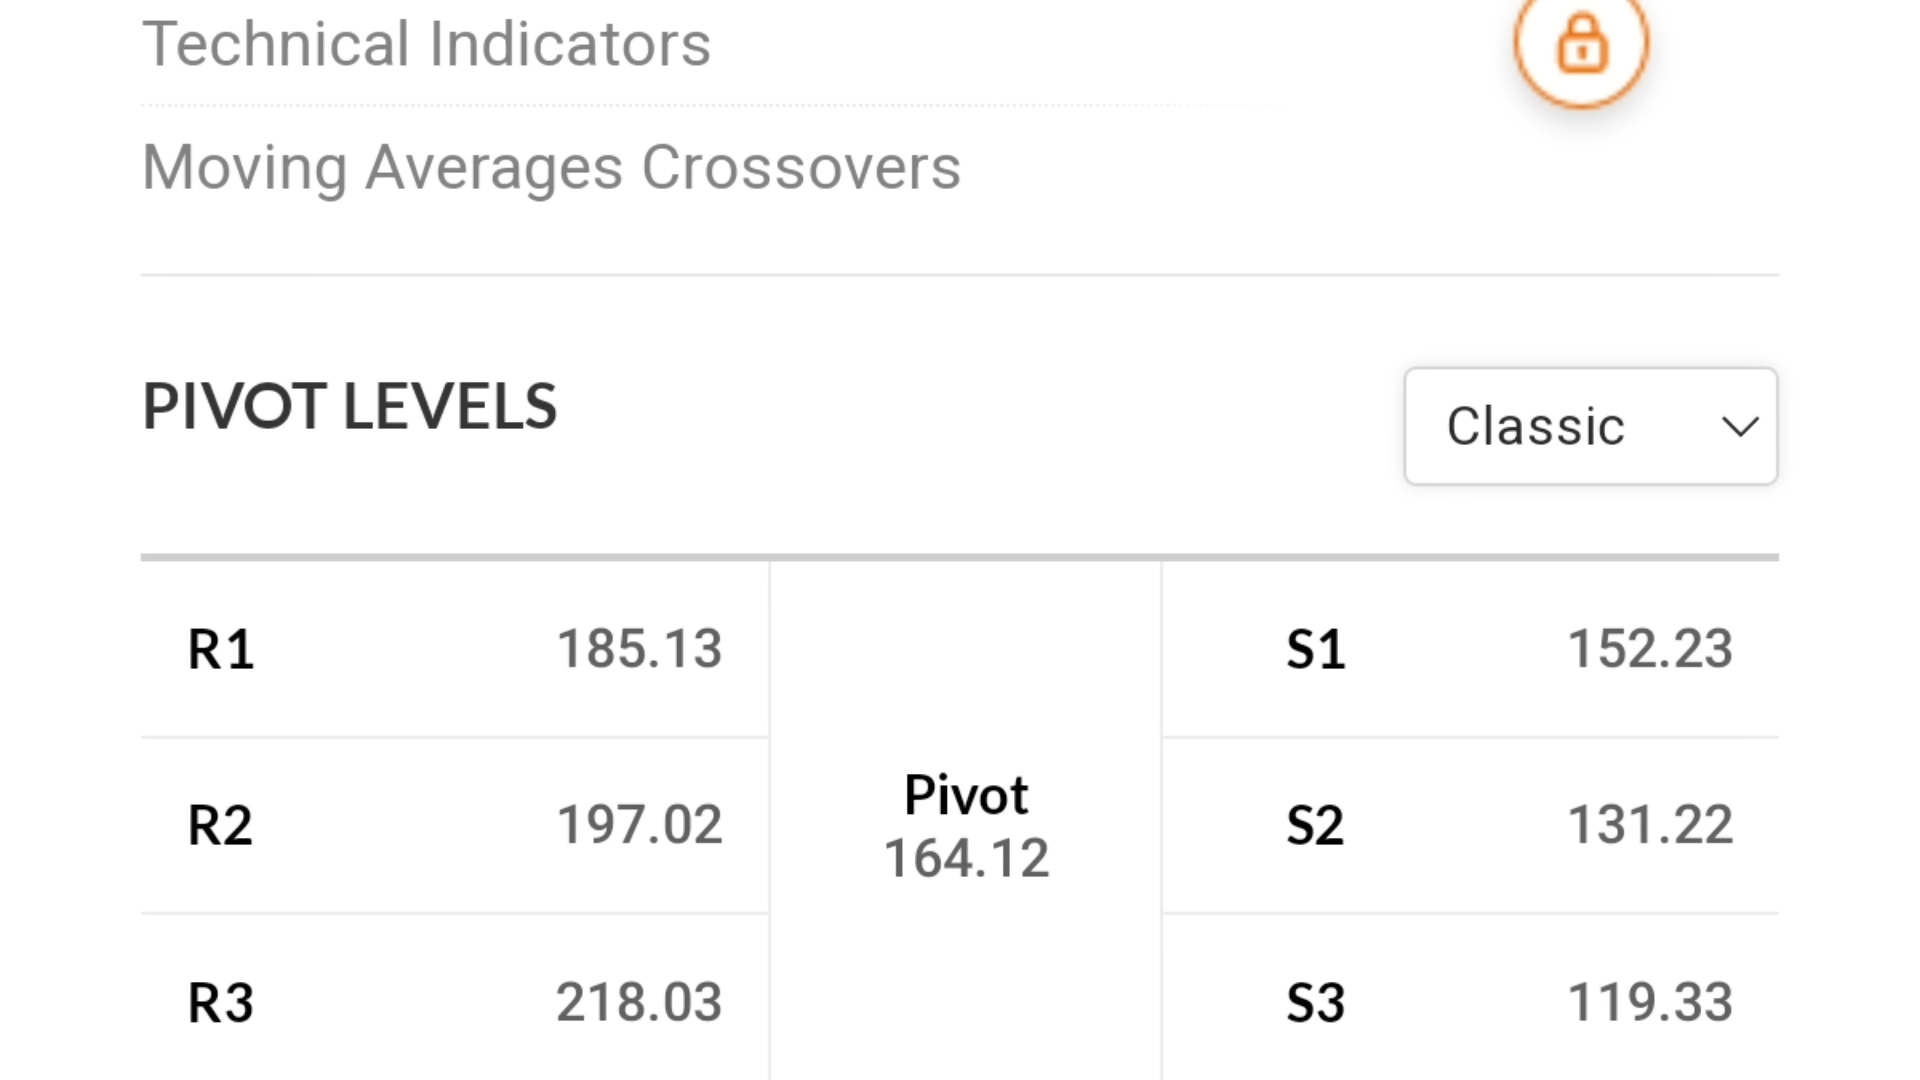 Technical Indicators
Moving Averages Crossovers
PIVOT LEVELS
Classic
R1 185.13
S1 152.23
R2 197.02
Pivot
164.12
S2 131.22
R3 218.03
S3 119.33